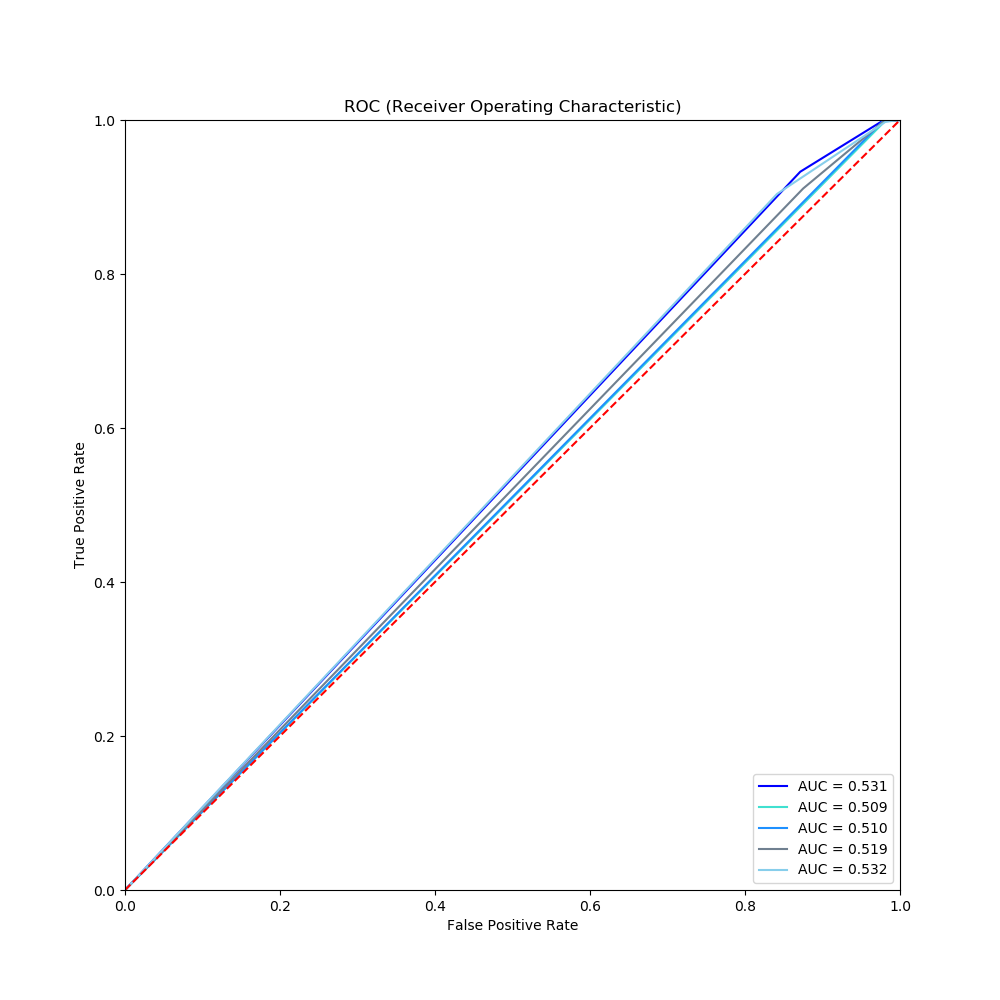 ROC (Receiver Operating Characteristic)
1.0
0.8
0.6
0.4
0.2
0.0
True Positive Rate
0.0 0.2 0.4 0.6 0.8 1.0
False Positive Rate
AUC = 0.531
AUC = 0.509
AUC = 0.510
AUC = 0.519
AUC = 0.532